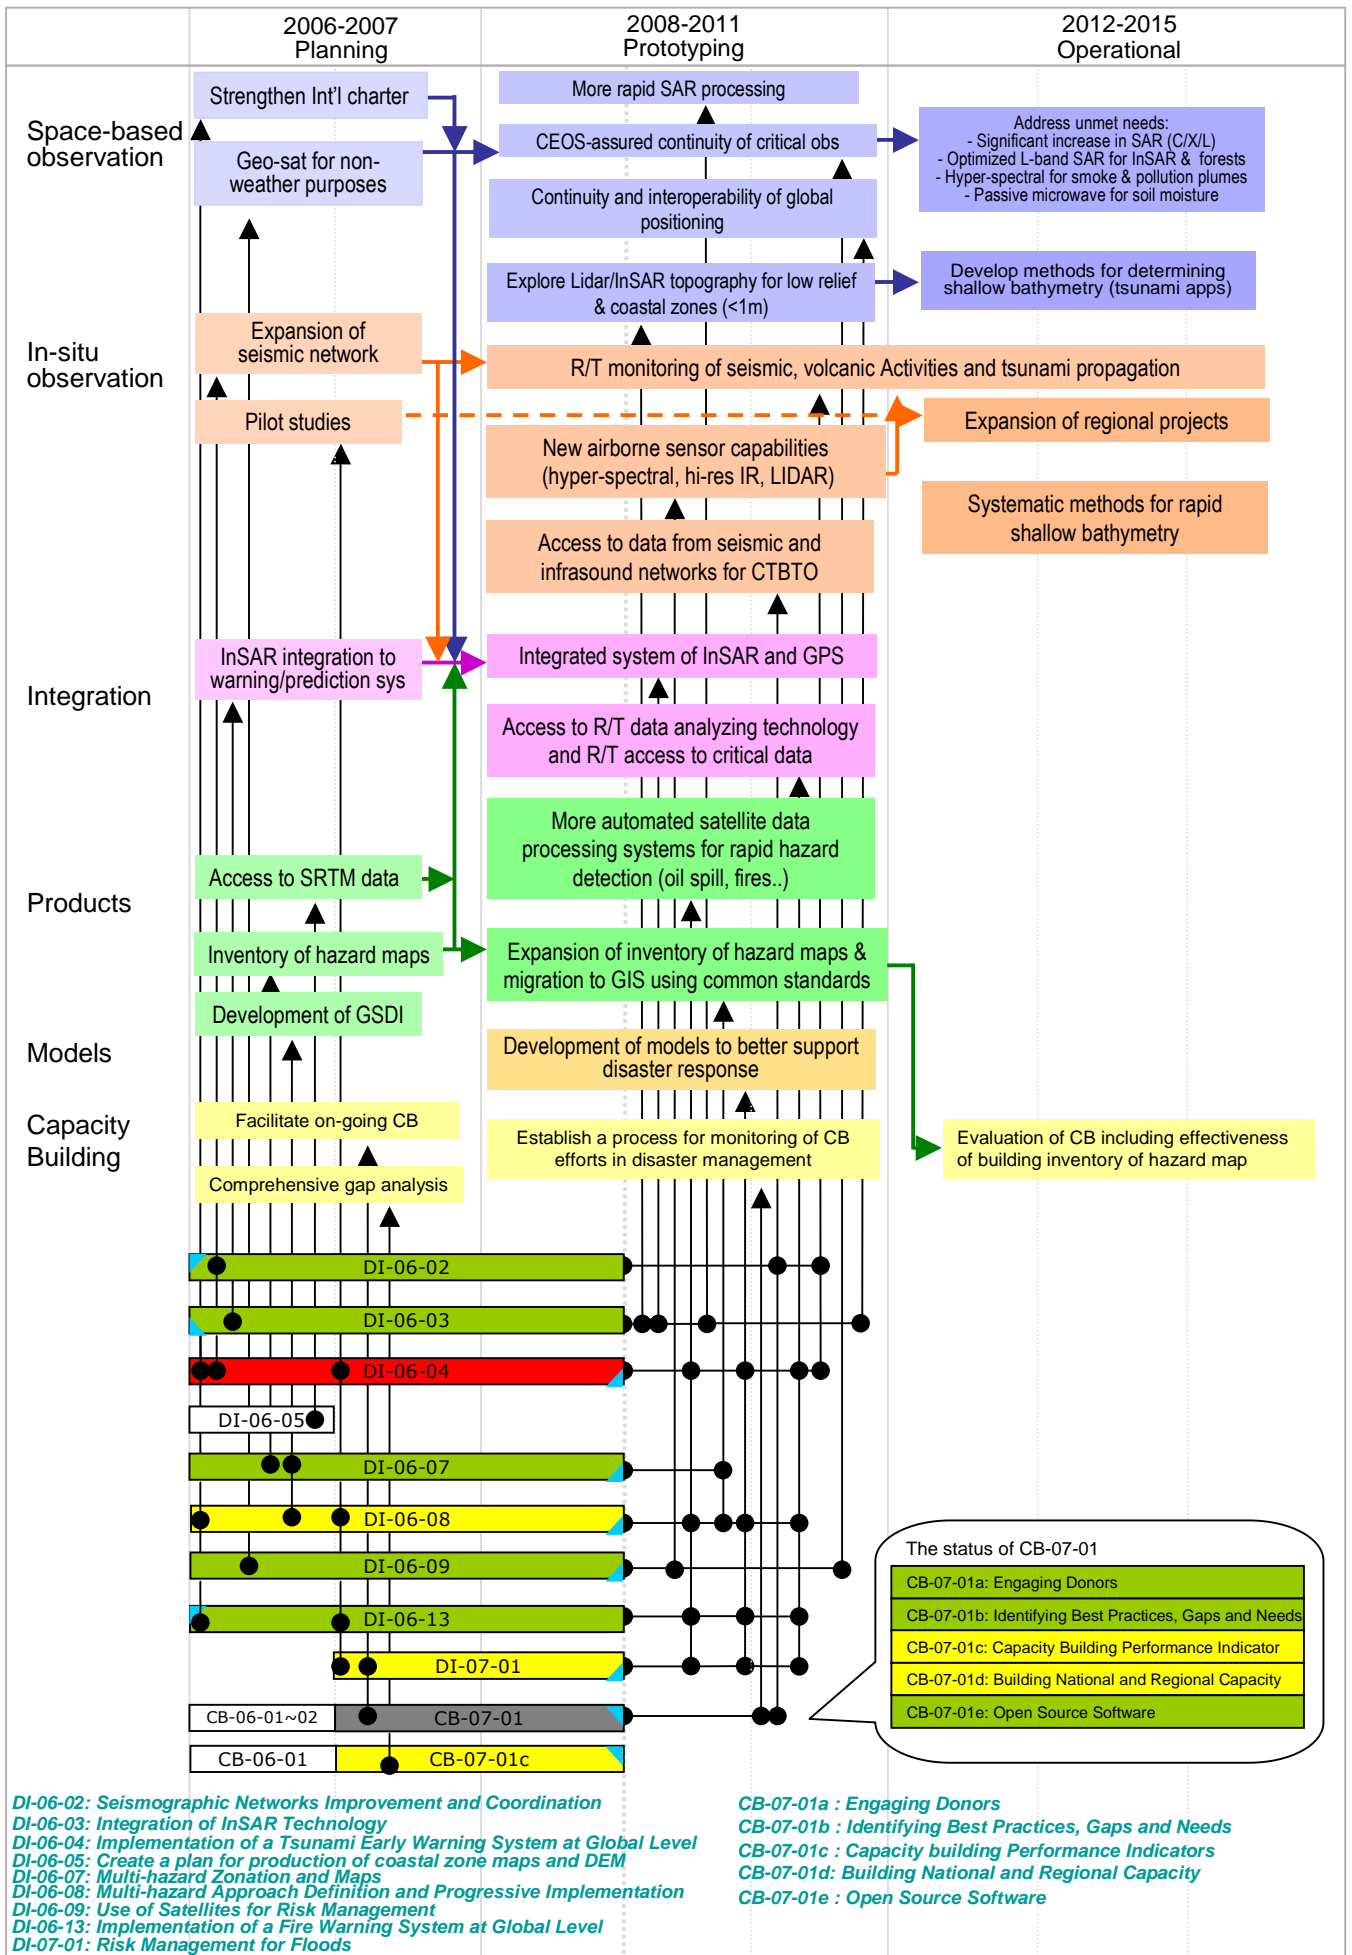 2006-2007
Planning
2008-2011
Prototyping
2012-2015
Operational
Space-based
observation
Strengthen Int'l charter
Geo-sat for non-
weather purposes
More rapid SAR processing
CEOS-assured continuity of critical obs
Continuity and interoperability of global
positioning
Explore Lidar/InSAR topography for low relief
& coastal zones (<1m)
Address unmet needs:
- Significant increase in SAR (C/X/L)
- Optimized L-band SAR for InSAR & forests
- Hyper-spectral for smoke & pollution plumes
- Passive microwave for soil moisture
Develop methods for determining
shallow bathymetry (tsunami apps)
In-situ
observation
Expansion of
seismic network
Pilot studies
R/T monitoring of seismic, volcanic Activities and tsunami propagation
New airborne sensor capabilities
(hyper-spectral, hi-res IR, LIDAR)
Access to data from seismic and
infrasound networks for CTBTO
Expansion of regional projects
Systematic methods for rapid
shallow bathymetry
Integration
InSAR integration to
warning/prediction sys
Integrated system of InSAR and GPS
Access to R/T data analyzing technology
and R/T access to critical data
Products
Access to SRTM data
Inventory of hazard maps
Development of GSDI
More automated satellite data
processing systems for rapid hazard
detection (oil spill, fires..)
Expansion of inventory of hazard maps &
migration to GIS using common standards
Models
Development of models to better support
disaster response
Capacity
Building
Facilitate on-going CB
Comprehensive gap analysis
Establish a process for monitoring of CB
efforts in disaster management
Evaluation of CB including effectiveness
of building inventory of hazard map
DI-06-02
DI-06-03
DI-06-04
DI-06-05
DI-06-07
DI-06-08
DI-06-09
DI-06-13
DI-07-01
CB-06-01~02
CB-07-01
CB-06-01
CB-07-01c
The status of CB-07-01
CB-07-01a: Engaging Donors
CB-07-01b: Identifying Best Practices, Gaps and Needs
CB-07-01c: Capacity Building Performance Indicator
CB-07-01d: Building National and Regional Capacity
CB-07-01e: Open Source Software
DI-06-02: Seismographic Networks Improvement and Coordination
DI-06-03: Integration of InSAR Technology
DI-06-04: Implementation of a Tsunami Early Warning System at Global Level
DI-06-05: Create a plan for production of coastal zone maps and DEM
DI-06-07: Multi-hazard Zonation and Maps
DI-06-08: Multi-hazard Approach Definition and Progressive Implementation
DI-06-09: Use of Satellites for Risk Management
DI-06-13: Implementation of a Fire Warning System at Global Level
DI-07-01: Risk Management for Floods
CB-07-01a : Engaging Donors
CB-07-01b : Identifying Best Practices, Gaps and Needs
CB-07-01c : Capacity building Performance Indicators
CB-07-01d: Building National and Regional Capacity
CB-07-01e : Open Source Software